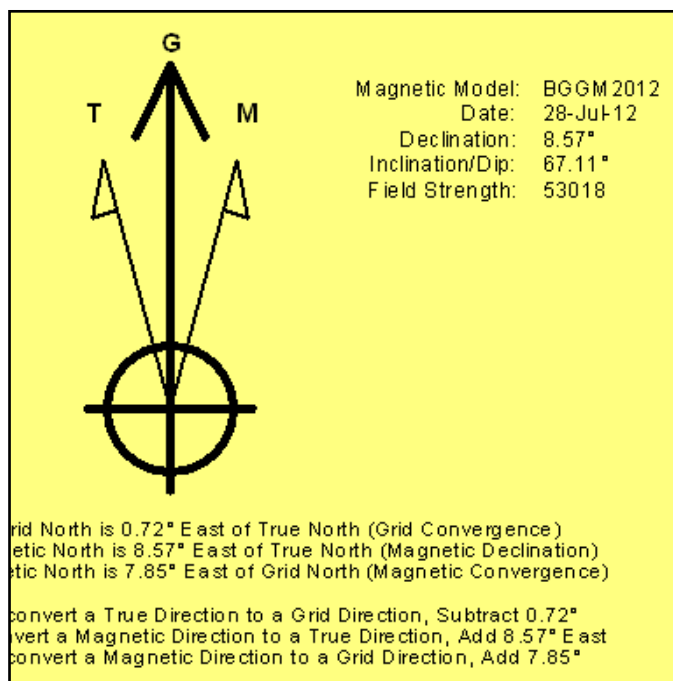 G
T
M
Magnetic Model: BGGM2012
Date: 28-Jul-12
Declination: 8.57°
Inclination/Dip: 67.11°
Field Strength: 53018
rid North is 0.72° East of True North (Grid Convergence)
etic North is 8.57° East of True North (Magnetic Declination)
etic North is 7.85° East of Grid North (Magnetic Convergence)
convert a True Direction to a Grid Direction, Subtract 0.72°
vert a Magnetic Direction to a True Direction, Add 8.57° East
convert a Magnetic Direction to a Grid Direction, Add 7.85°